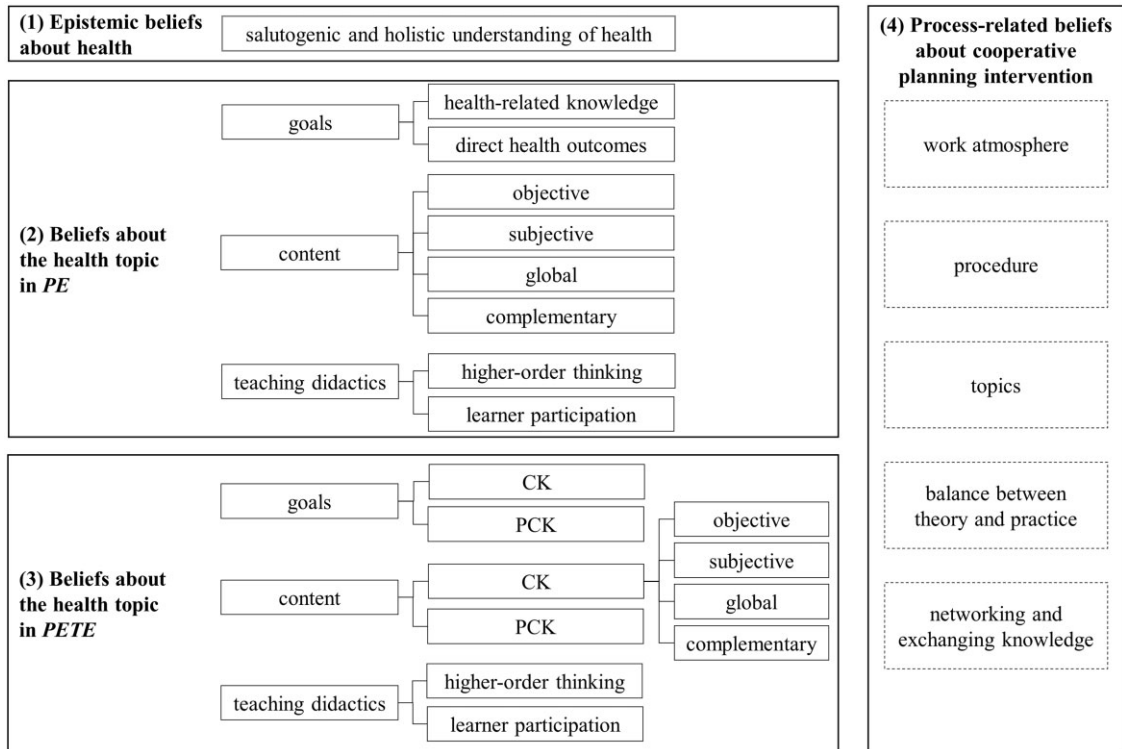 (1) Epistemic beliefs
about health
salutogenic and holistic understanding of health
(2) Beliefs about
the health topic
in PE
goals
health-related knowledge
direct health outcomes
content
objective
subjective
global
complementary
teaching didactics
higher-order thinking
learner participation
(3) Beliefs about
the health topic
in PETE
goals
CK
PCK
content
CK
objective
subjective
global
complementary
PCK
teaching didactics
higher-order thinking
learner participation
(4) Process-related beliefs
about cooperative
planning intervention
work atmosphere
procedure
topics
balance between
theory and practice
networking and
exchanging knowledge